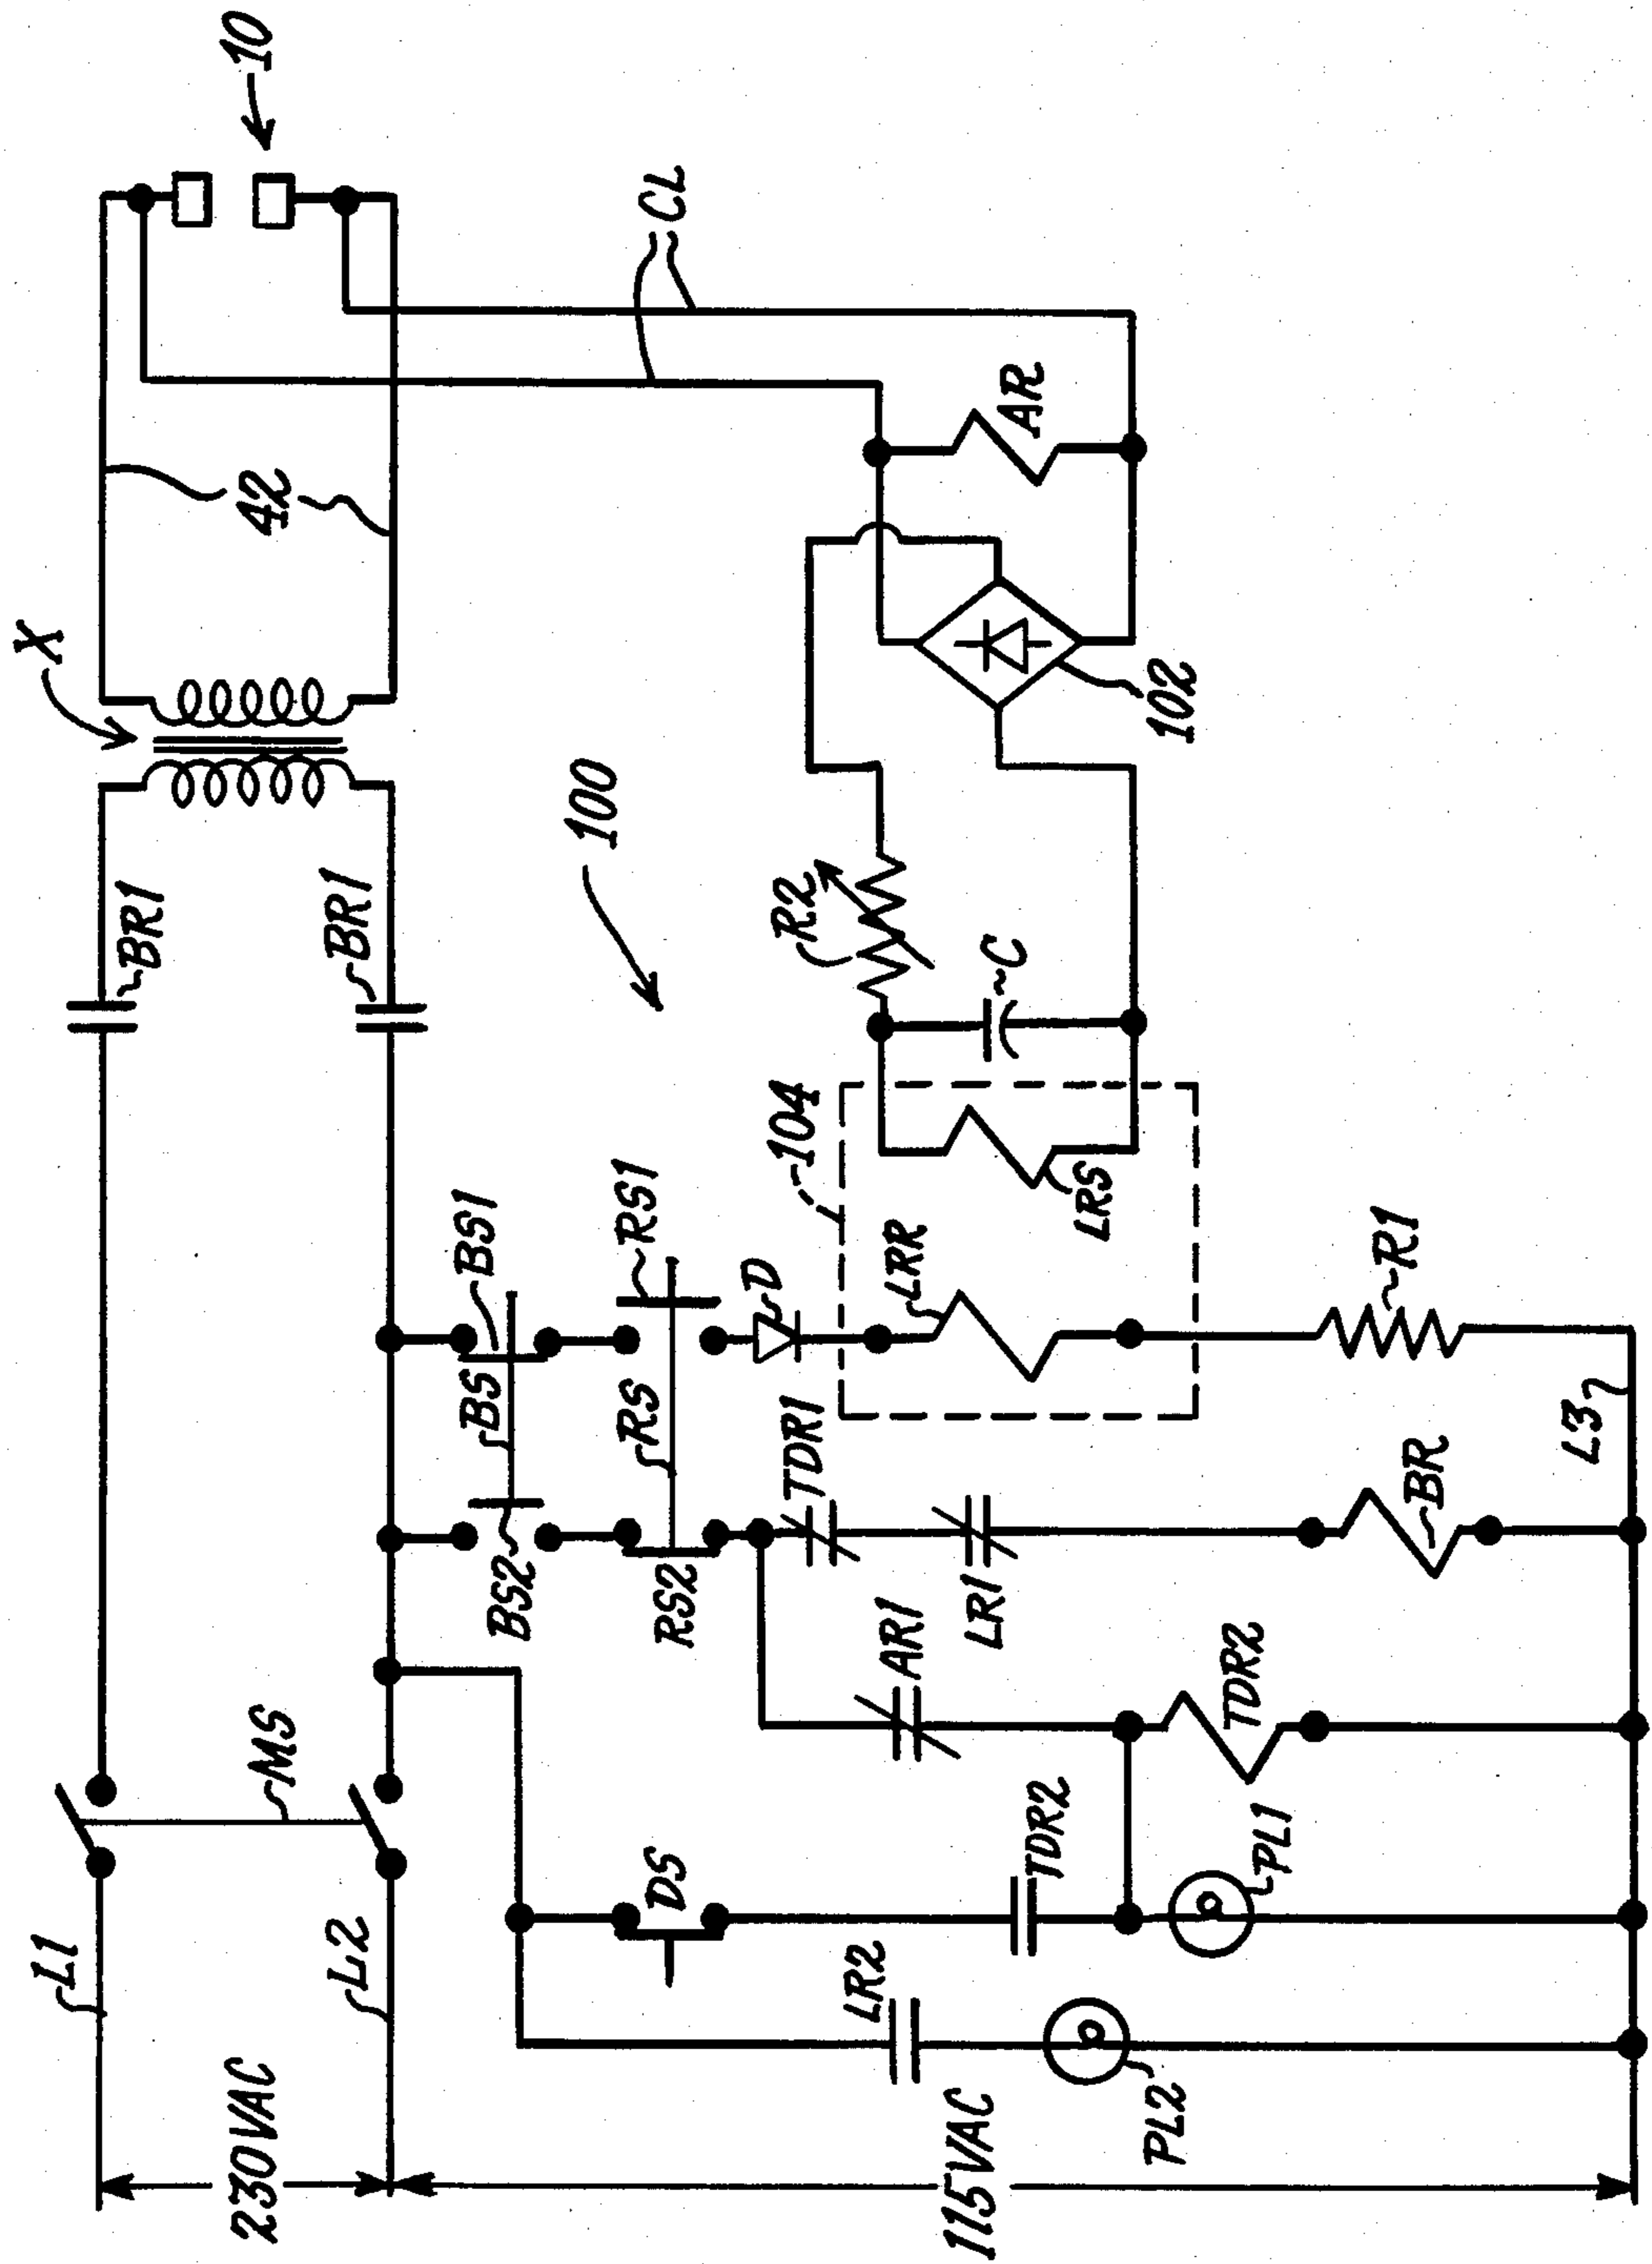 L1
230VAC
L2
MS
BR1
BR1
X
42
10
CL
100
BS
BS1
BS2
RS
RS1
RS2
D
TDR1
LR1
AR1
DS
LR2
TDR2
TDR2
PL1
PL2
115VAC
BR
L3
R1
104
LRR
LRS
C
R2
102
AR